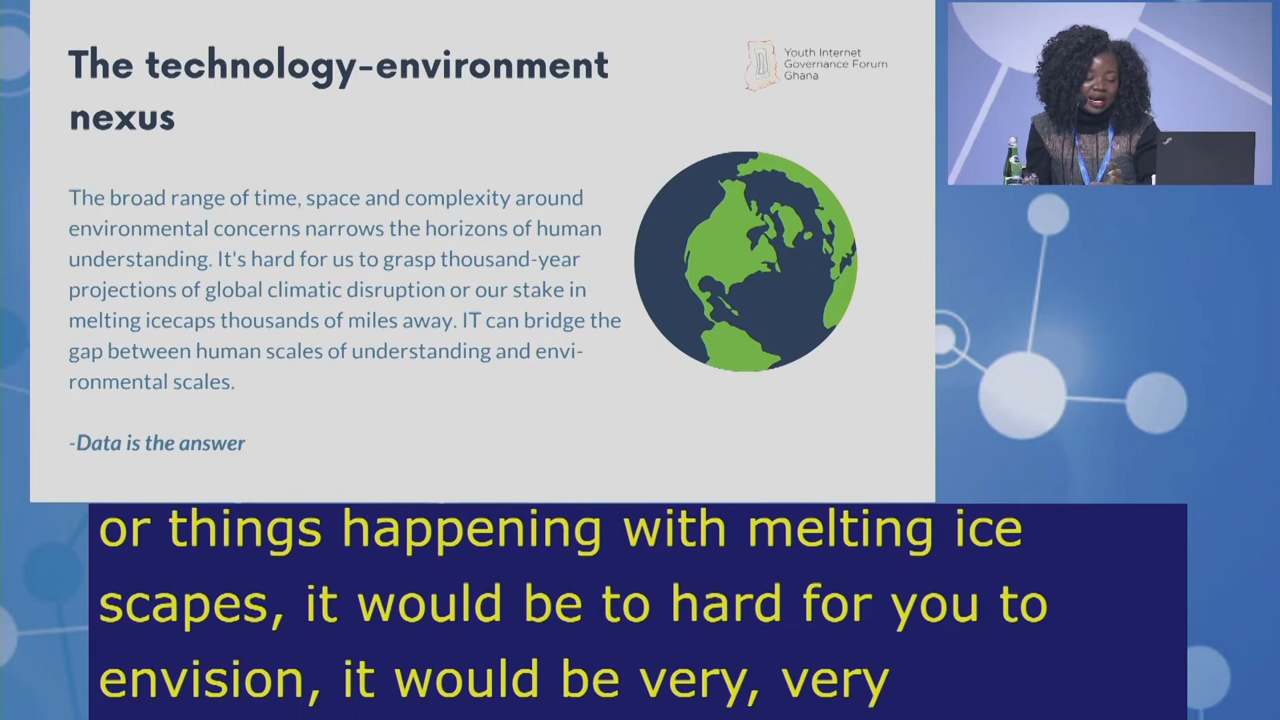 The technology-environment
nexus
Youth Internet
Governance Forum
Ghana
The broad range of time, space and complexity around
environmental concerns narrows the horizons of human
understanding. It's hard for us to grasp thousand-year
projections of global climatic disruption or our stake in
melting icecaps thousands of miles away. IT can bridge the
gap between human scales of understanding and envi-
ronmental scales.
-Data is the answer
or things happening with melting ice
scapes, it would be to hard for you to
envision, it would be very, very